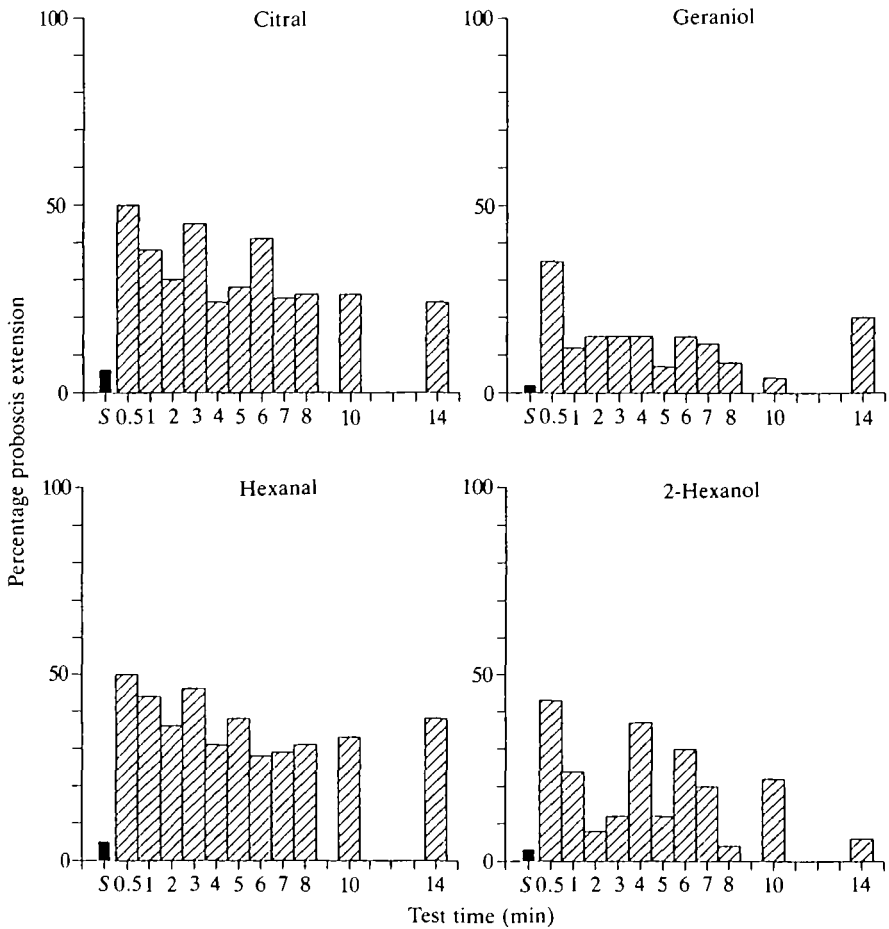 Citral
100
50
0
S 0.5 1 2 3 4 5 6 7 8 10 14
Geraniol
100
50
0
S 0.5 1 2 3 4 5 6 7 8 10 14
Hexanal
100
50
0
S 0.5 1 2 3 4 5 6 7 8 10 14
2-Hexanol
100
50
0
S 0.5 1 2 3 4 5 6 7 8 10 14
Percentage proboscis extension
Test time (min)